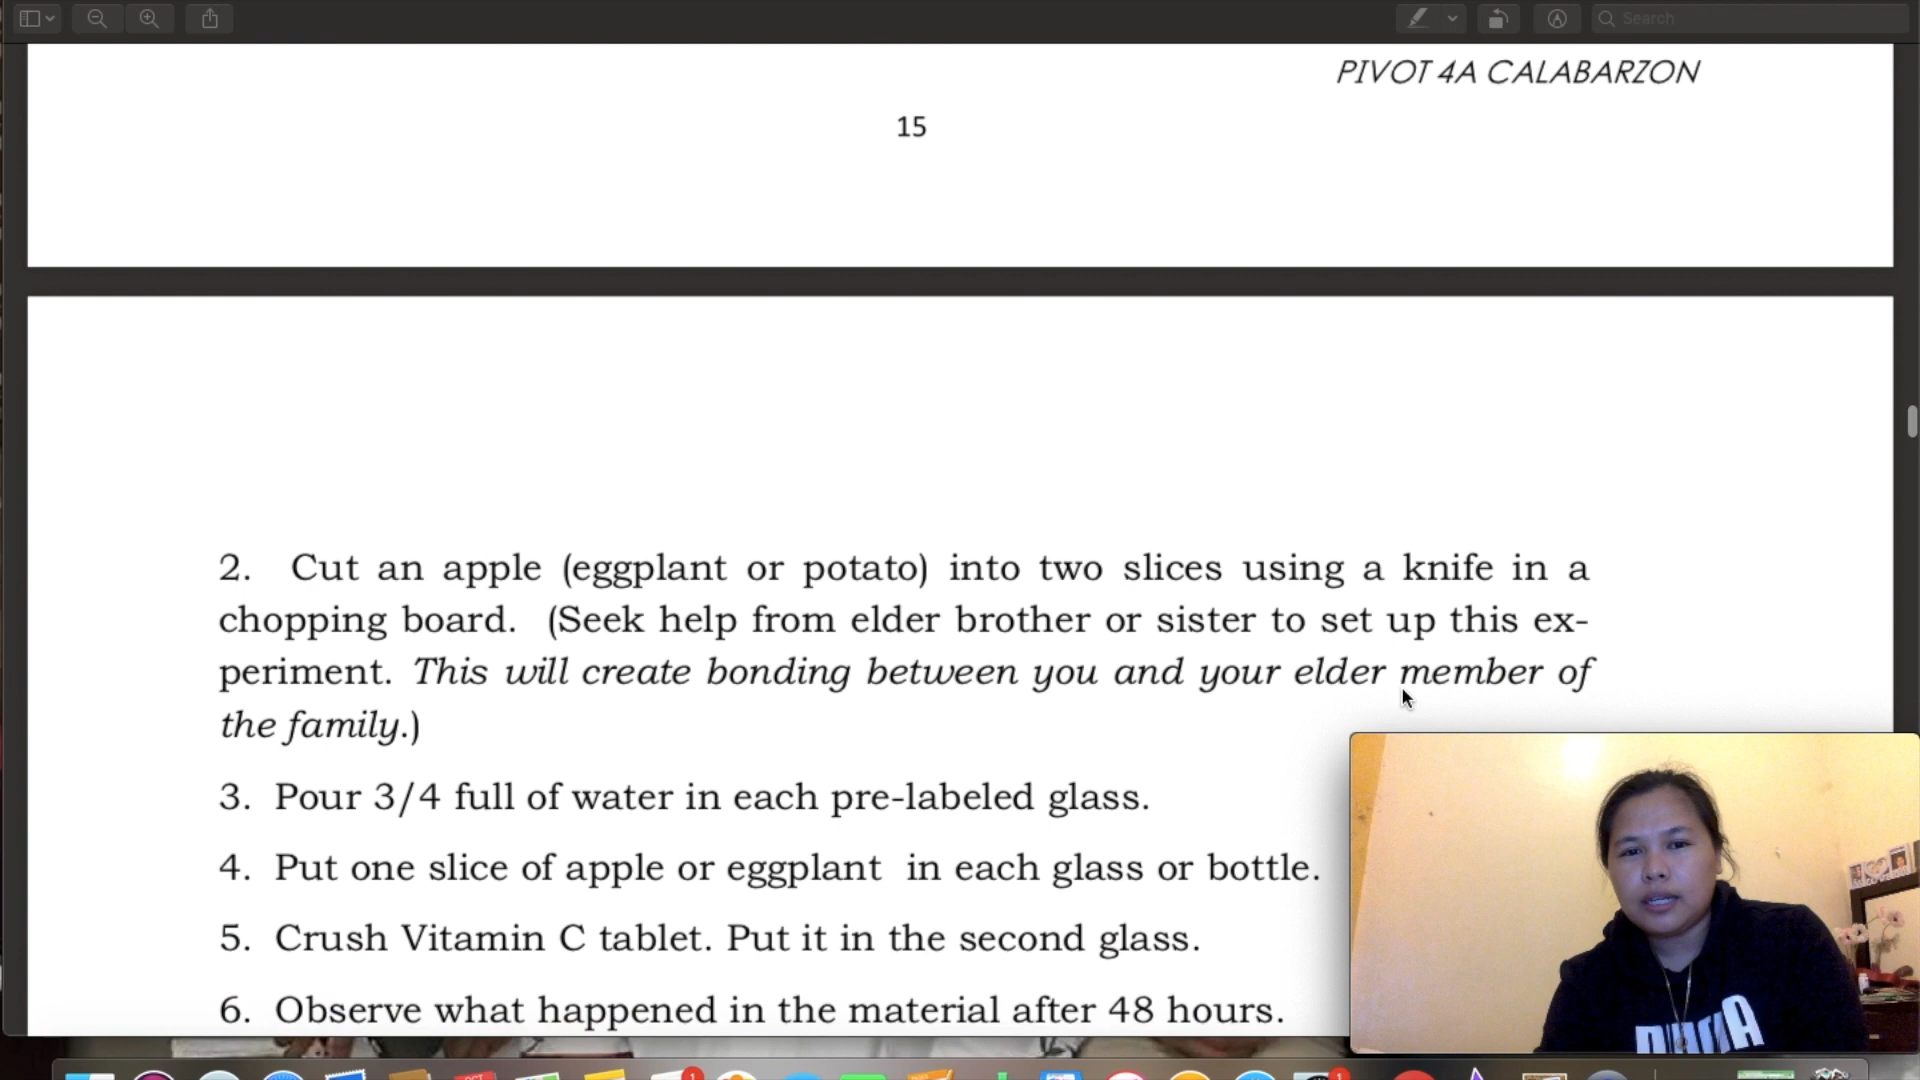 Search
PIVOT 4A CALABARZON
15
2. Cut an apple (eggplant or potato) into two slices using a knife in a
chopping board. (Seek help from elder brother or sister to set up this ex-
periment. This will create bonding between you and your elder member of
the family.)
3. Pour 3/4 full of water in each pre-labeled glass.
4. Put one slice of apple or eggplant in each glass or bottle.
5. Crush Vitamin C tablet. Put it in the second glass.
6. Observe what happened in the material after 48 hours.
OCT
1
1